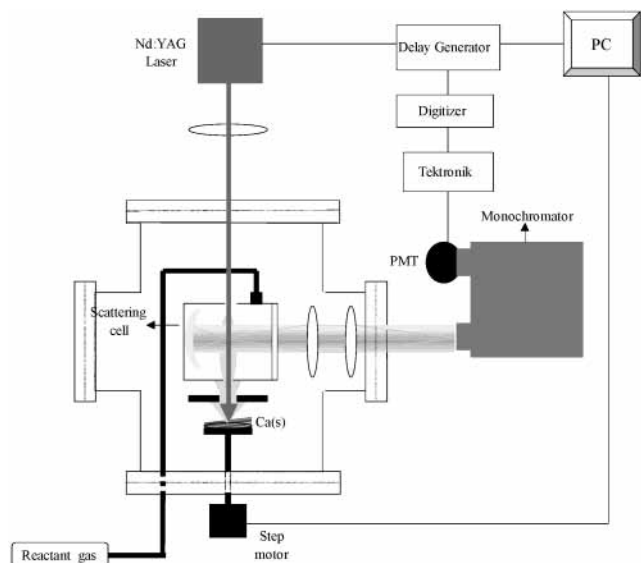 Nd:YAG
Laser
Delay Generator
PC
Digitizer
Tektronik
Monochromator
PMT
Scattering
cell
Ca(s)
Step
motor
Reactant gas